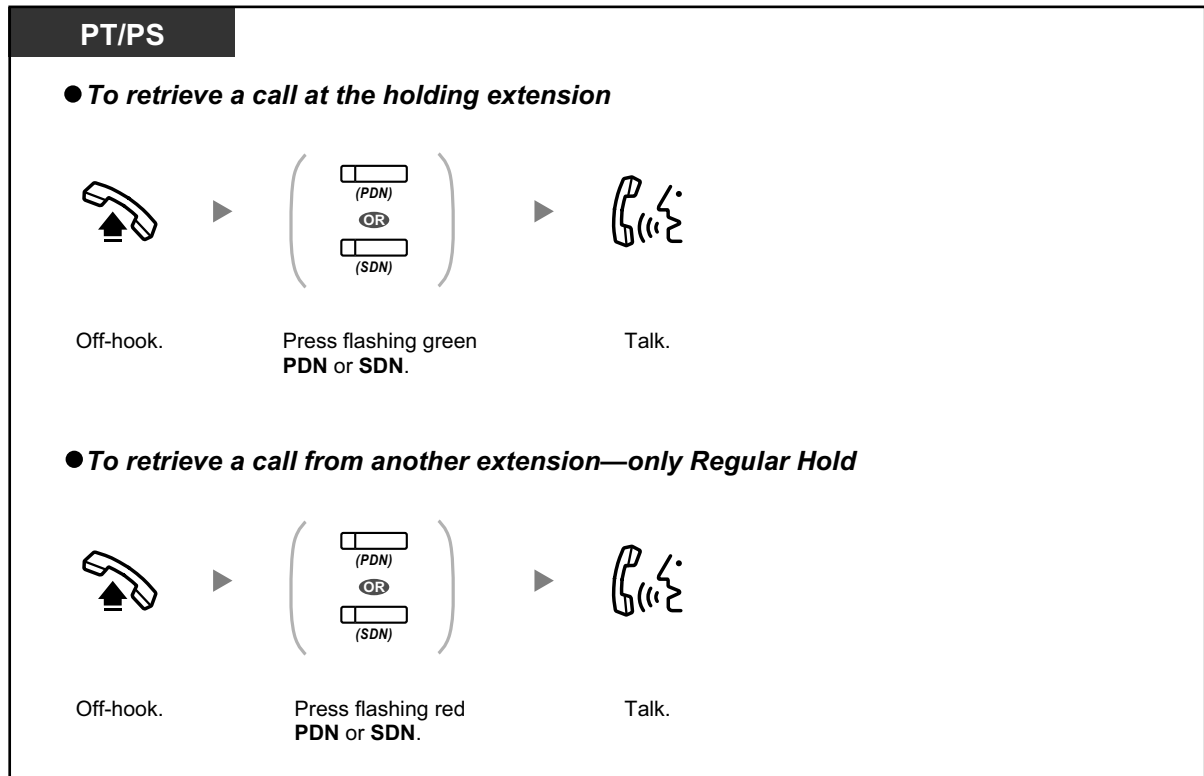 PT/PS
● To retrieve a call at the holding extension
(PDN)
OR
(SDN)
Off-hook.
Press flashing green
PDN or SDN.
Talk.
● To retrieve a call from another extension—only Regular Hold
(PDN)
OR
(SDN)
Off-hook.
Press flashing red
PDN or SDN.
Talk.